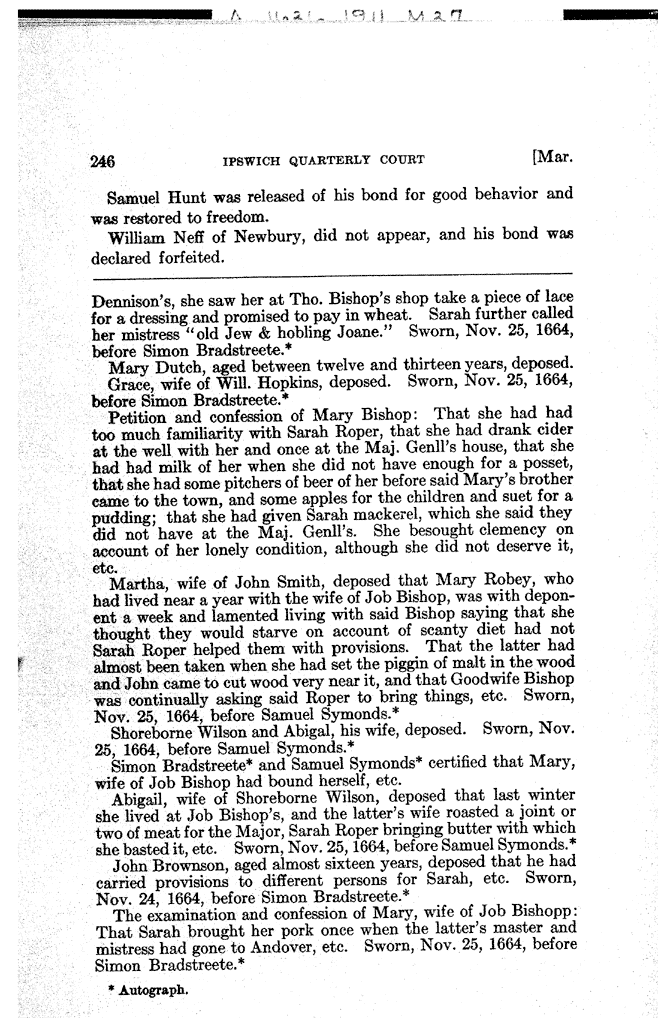 A 11.21. 1911 M27
246 IPSWICH QUARTERLY COURT [Mar.
Samuel Hunt was released of his bond for good behavior and
was restored to freedom.
William Neff of Newbury, did not appear, and his bond was
declared forfeited.
Dennison's, she saw her at Tho. Bishop's shop take a piece of lace
for a dressing and promised to pay in wheat. Sarah further called
her mistress "old Jew & hobling Joane." Sworn, Nov. 25, 1664,
before Simon Bradstreete.*
Mary Dutch, aged between twelve and thirteen years, deposed.
Grace, wife of Will. Hopkins, deposed. Sworn, Nov. 25, 1664,
before Simon Bradstreete.*
Petition and confession of Mary Bishop: That she had had
too much familiarity with Sarah Roper, that she had drank cider
at the well with her and once at the Maj. Genll's house, that she
had had milk of her when she did not have enough for a posset,
that she had some pitchers of beer of her before said Mary's brother
came to the town, and some apples for the children and suet for a
pudding; that she had given Sarah mackerel, which she said they
did not have at the Maj. Genll's. She besought clemency on
account of her lonely condition, although she did not deserve it,
etc.
Martha, wife of John Smith, deposed that Mary Robey, who
had lived near a year with the wife of Job Bishop, was with depon-
ent a week and lamented living with said Bishop saying that she
thought they would starve on account of scanty diet had not
Sarah Roper helped them with provisions. That the latter had
almost been taken when she had set the piggin of malt in the wood
and John came to cut wood very near it, and that Goodwife Bishop
was continually asking said Roper to bring things, etc. Sworn,
Nov. 25, 1664, before Samuel Symonds.*
Shoreborne Wilson and Abigal, his wife, deposed. Sworn, Nov.
25, 1664, before Samuel Symonds.*
Simon Bradstreete* and Samuel Symonds* certified that Mary,
wife of Job Bishop had bound herself, etc.
Abigail, wife of Shoreborne Wilson, deposed that last winter
she lived at Job Bishop's, and the latter's wife roasted a joint or
two of meat for the Major, Sarah Roper bringing butter with which
she basted it, etc. Sworn, Nov. 25, 1664, before Samuel Symonds.*
John Brownson, aged almost sixteen years, deposed that he had
carried provisions to different persons for Sarah, etc. Sworn,
Nov. 24, 1664, before Simon Bradstreete.*
The examination and confession of Mary, wife of Job Bishopp:
That Sarah brought her pork once when the latter's master and
mistress had gone to Andover, etc. Sworn, Nov. 25, 1664, before
Simon Bradstreete.*
* Autograph.